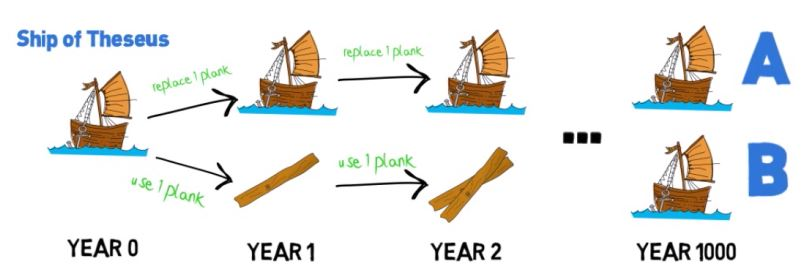 Ship of Theseus
replace 1 plank
replace 1 plank
A
use 1 plank
use 1 plank
B
YEAR 0
YEAR 1
YEAR 2
YEAR 1000